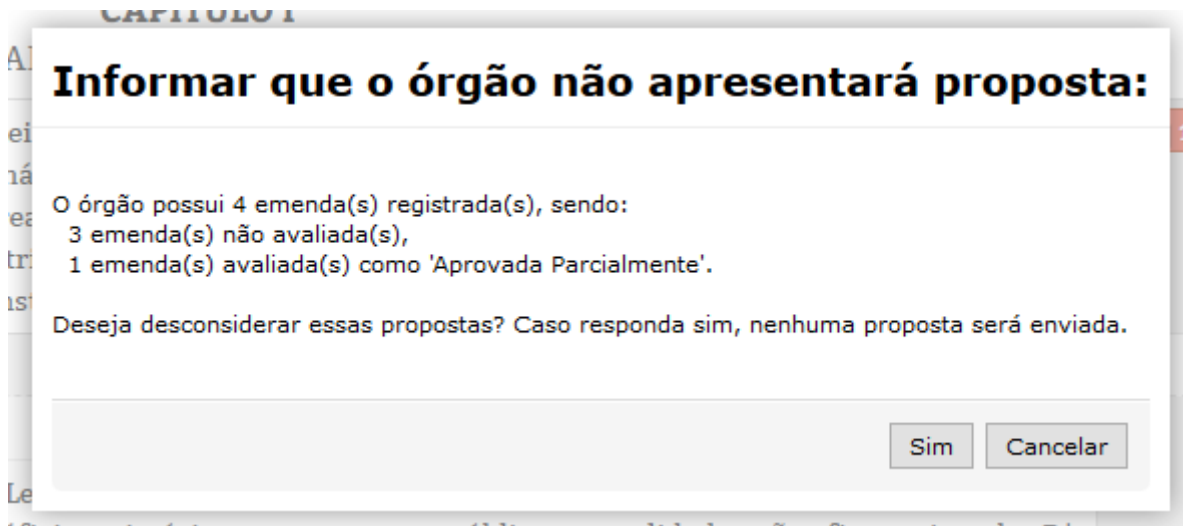 CAPÍTULO I
Informar que o órgão não apresentará proposta:
O órgão possui 4 emenda(s) registrada(s), sendo:
3 emenda(s) não avaliada(s),
1 emenda(s) avaliada(s) como 'Aprovada Parcialmente'.
Deseja desconsiderar essas propostas? Caso responda sim, nenhuma proposta será enviada.
Sim Cancelar